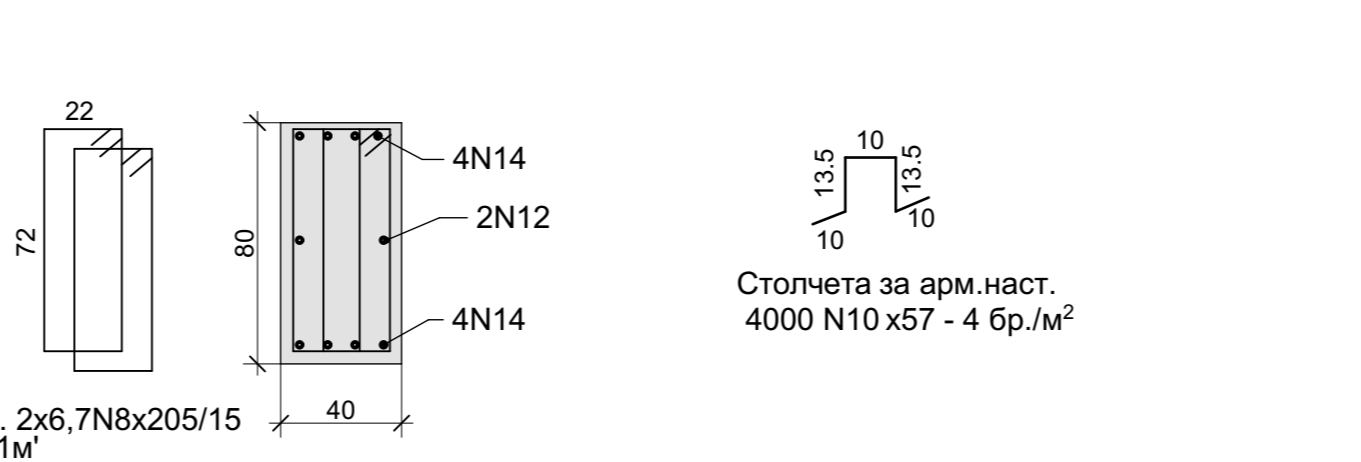 22
72
80
4N14
2N12
4N14
40
. 2x6,7N8x205/15
1м'
10
13.5
13.5
10
10
Столчета за арм.наст.
4000 N10 x57 - 4 бр./м²